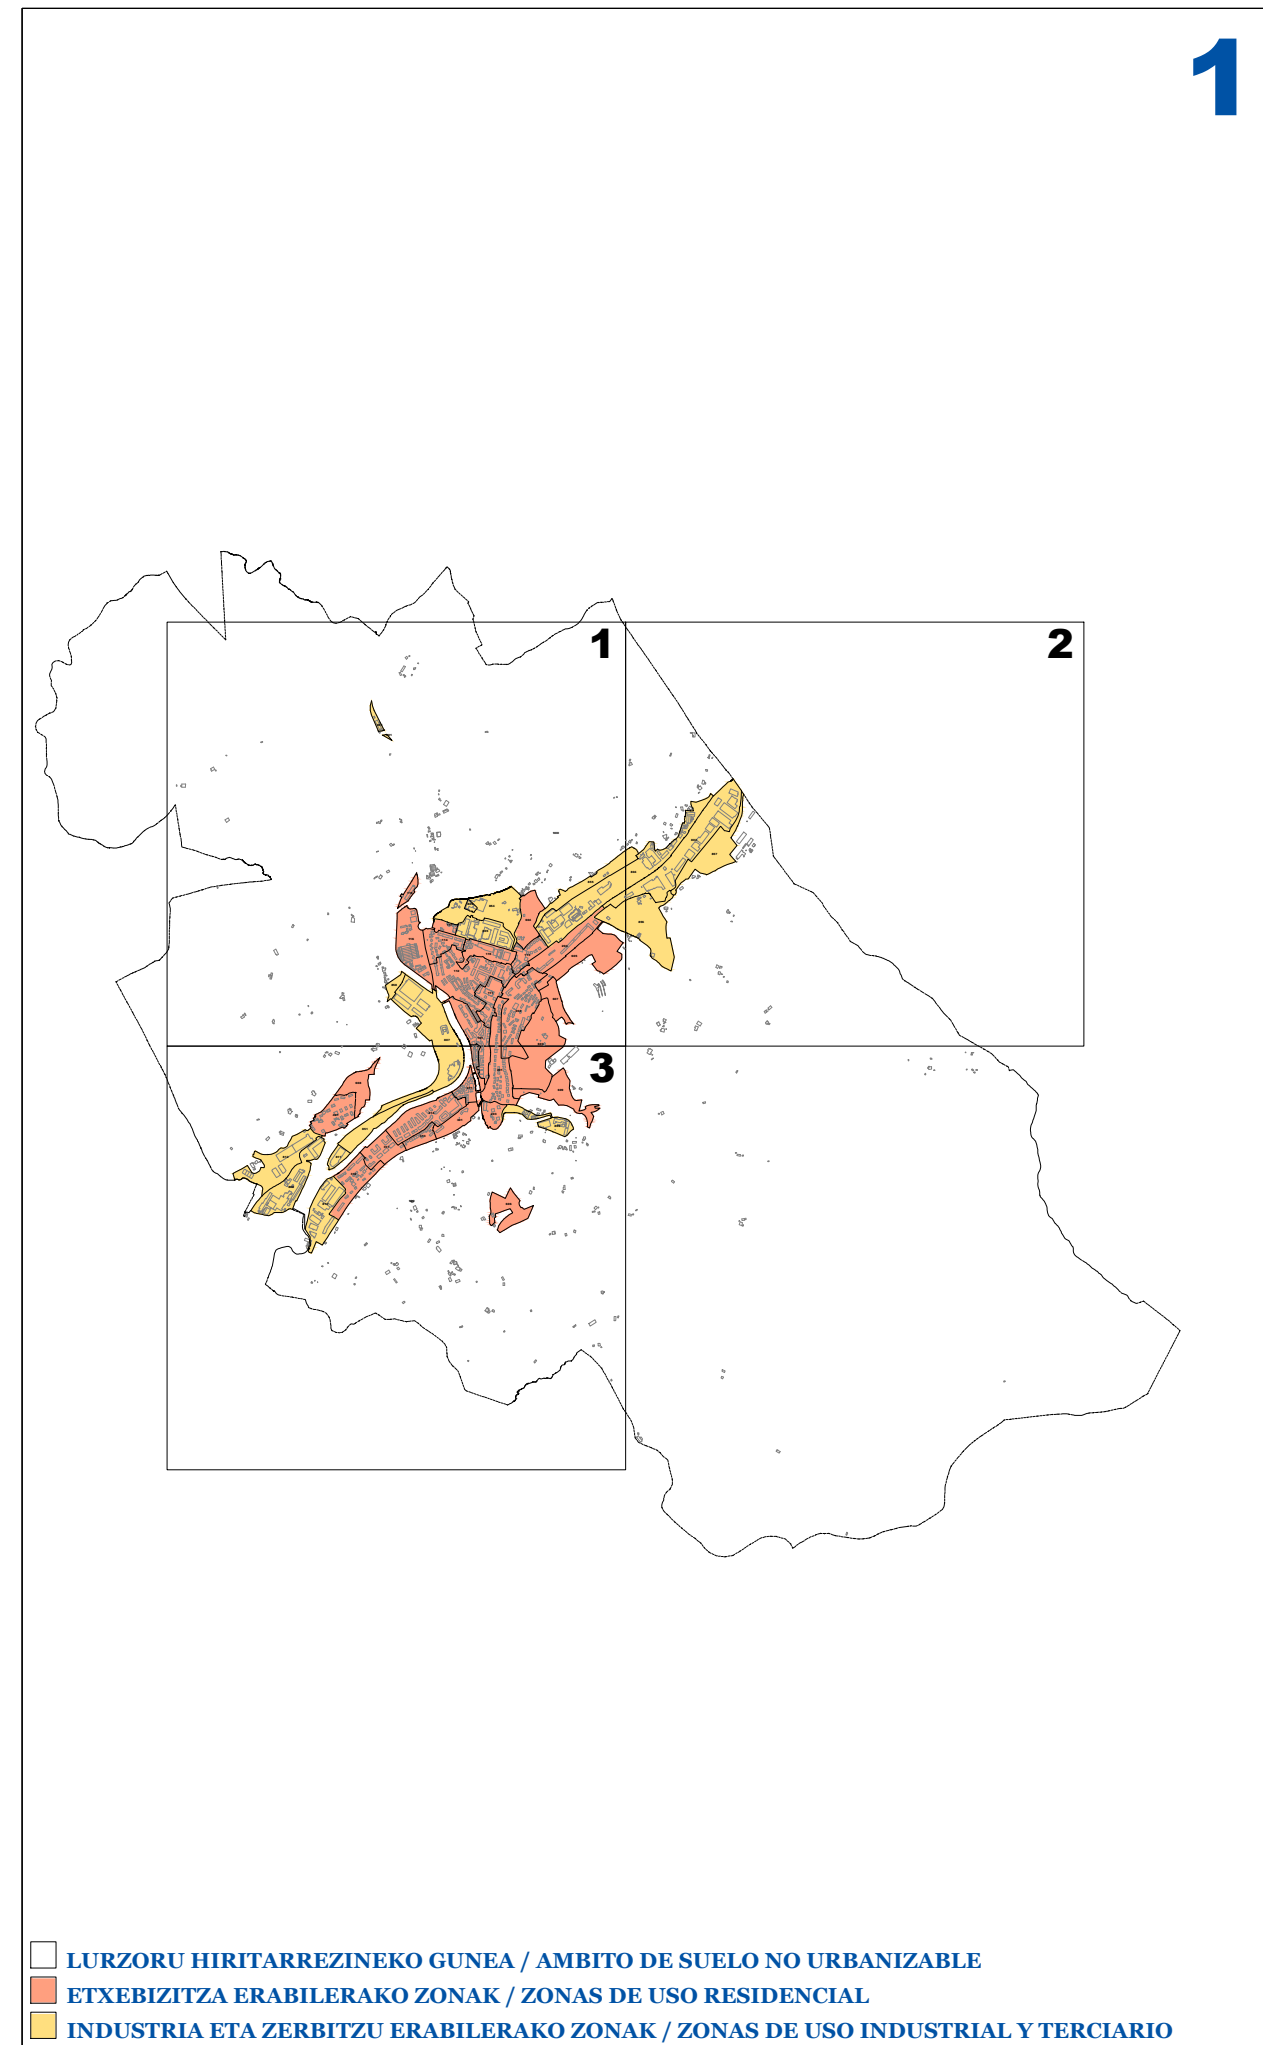 1
1
2
3
LURZORU HIRITARREZINEKO GUNEA / AMBITO DE SUELO NO URBANIZABLE
ETXEBIZITZA ERABILERAKO ZONAK / ZONAS DE USO RESIDENCIAL
INDUSTRIA ETA ZERBITZU ERABILERAKO ZONAK / ZONAS DE USO INDUSTRIAL Y TERCIARIO